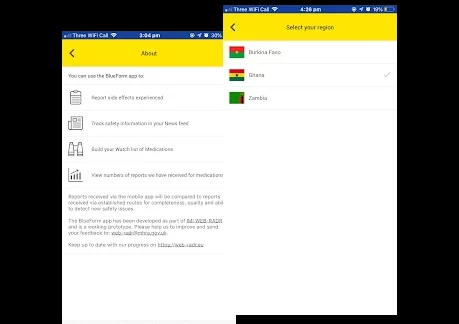 Three WiFi Call 3:04 pm 30%
About
You can use the BlueForm app to:
Report side effects experienced
Track safety information in your News feed
Build your Watch list of Medications
View numbers of reports we have received for medications
Reports received via the mobile app will be compared to reports
received via established routes for completeness, quality and abili
to detect new safety issues.
The BlueForm app has been developed as part of IMI WEB-RADR
and is a working prototype. Please help us to improve and send
your feedback to: web-radr@mhra.gov.uk.
Keep up to date with our progress on https://web-radr.eu
Three WiFi Call 4:26 pm 19%
Select your region
Burkina Faso
Ghana
Zambia